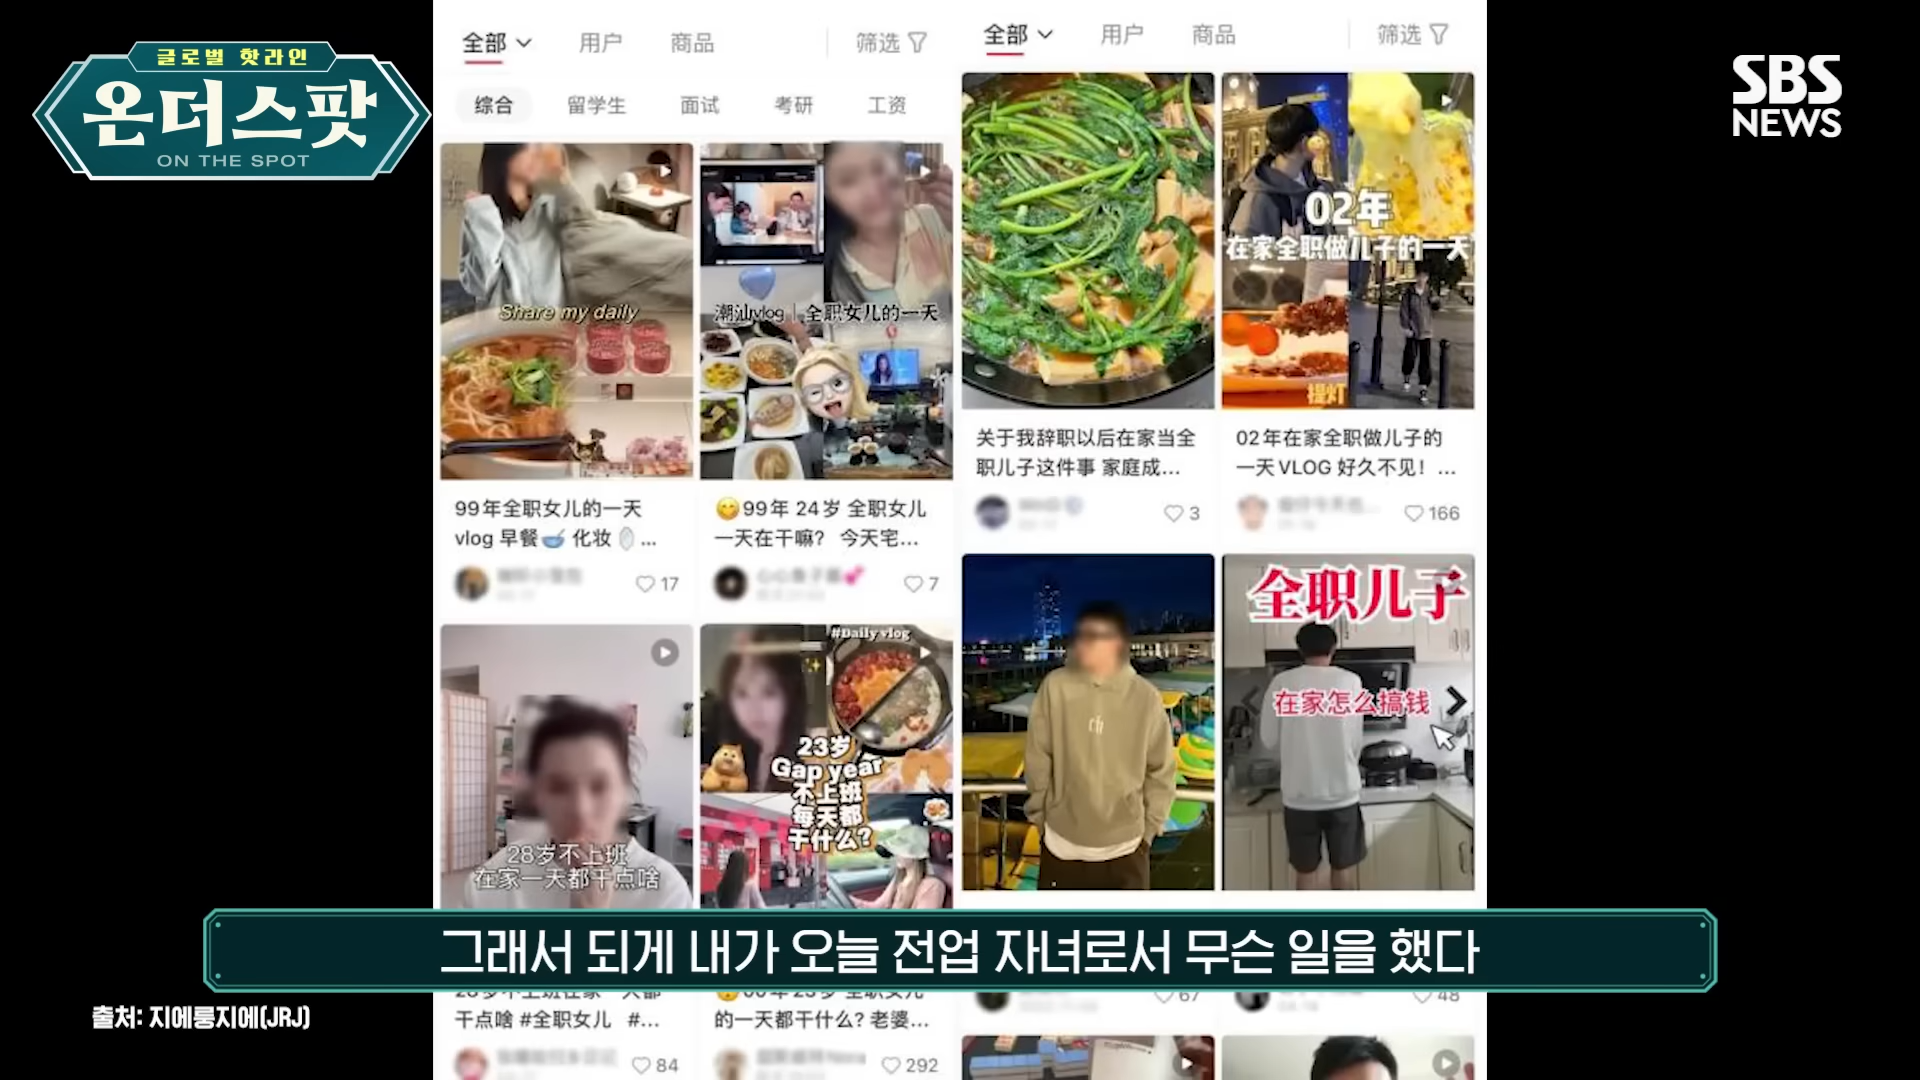 글로벌 핫라인
온더스팟
ON THE SPOT
SBS
NEWS
全部
用户
商品
筛选
综合
留学生
面试
考研
工资
Share my daily
潮汕vlog | 全职女儿的一天
99年全职女儿的一天
vlog 早餐🥣 化妆🪞 ...
17
😋99年 24岁 全职女儿
一天在干嘛? 今天宅...
7
28岁不上班
在家一天都干点啥
#Daily vlog
23岁
Gap year
不上班
每天都
干什么?
干点啥 #全职女儿 #...
84
的一天都干什么? 老婆...
292
全部
用户
商品
筛选
02年
在家全职做儿子的一天
提灯
关于我辞职以后在家当全
职儿子这件事 家庭成...
3
02年在家全职做儿子的
一天VLOG 好久不见! ...
166
全职儿子
在家怎么搞钱
67
48
그래서 되게 내가 오늘 전업 자녀로서 무슨 일을 했다
출처: 지에룽지에(JRJ)